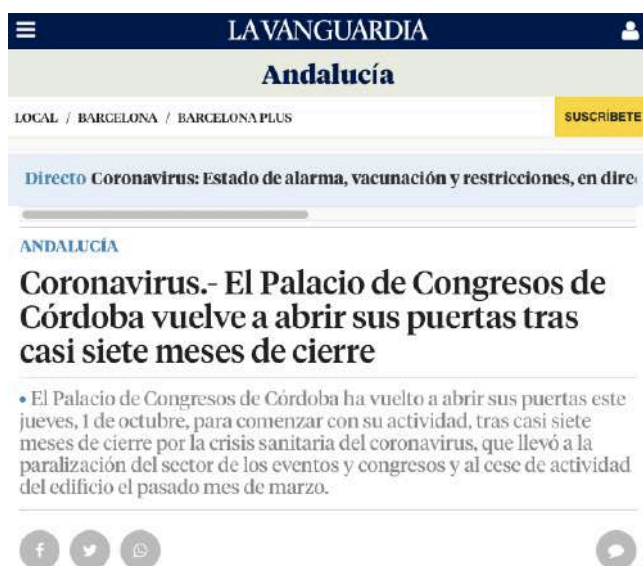 LA VANGUARDIA
Andalucía
LOCAL / BARCELONA / BARCELONA PLUS
SUSCRÍBETE
Directo Coronavirus: Estado de alarma, vacunación y restricciones, en dire
ANDALUCÍA
Coronavirus.- El Palacio de Congresos de
Córdoba vuelve a abrir sus puertas tras
casi siete meses de cierre
• El Palacio de Congresos de Córdoba ha vuelto a abrir sus puertas este
jueves, 1 de octubre, para comenzar con su actividad, tras casi siete
meses de cierre por la crisis sanitaria del coronavirus, que llevó a la
paralización del sector de los eventos y congresos y al cese de actividad
del edificio el pasado mes de marzo.